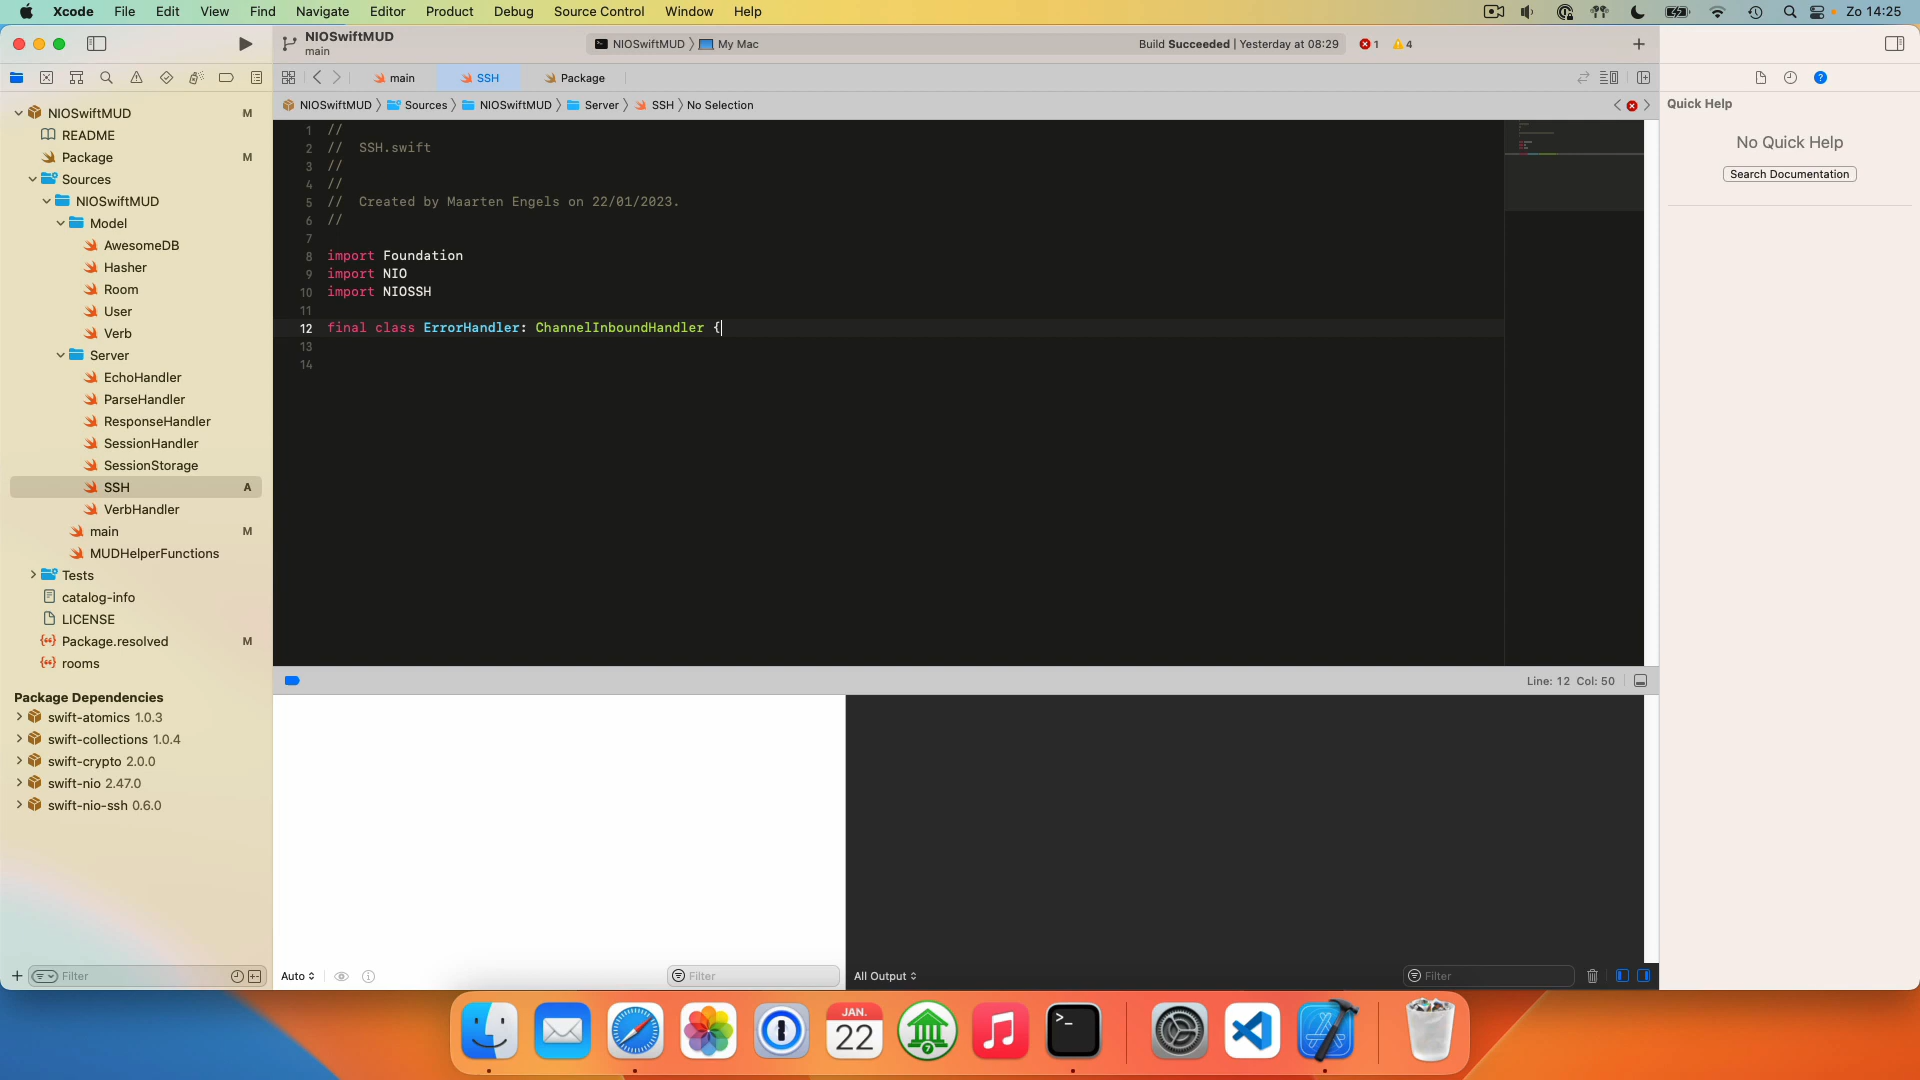 Xcode File Edit View Find Navigate Editor Product Debug Source Control Window Help Zo 14:25
NIOSwiftMUD
main
NIOSwiftMUD My Mac Build Succeeded | Yesterday at 08:29 1 4
main SSH Package
NIOSwiftMUD Sources NIOSwiftMUD Server SSH No Selection
NIOSwiftMUD M
README
Package M
Sources
NIOSwiftMUD
Model
AwesomeDB
Hasher
Room
User
Verb
Server
EchoHandler
ParseHandler
ResponseHandler
SessionHandler
SessionStorage
SSH A
VerbHandler
main M
MUDHelperFunctions
Tests
catalog-info
LICENSE
Package.resolved M
rooms
Package Dependencies
swift-atomics 1.0.3
swift-collections 1.0.4
swift-crypto 2.0.0
swift-nio 2.47.0
swift-nio-ssh 0.6.0
Filter
1 //
2 // SSH.swift
3 //
4 //
5 // Created by Maarten Engels on 22/01/2023.
6 //
7
8 import Foundation
9 import NIO
10 import NIOSSH
11
12 final class ErrorHandler: ChannelInboundHandler {
13
14
Line: 12 Col: 50
Auto Filter
All Output Filter
Quick Help
No Quick Help
Search Documentation
JAN.
22
7
>_